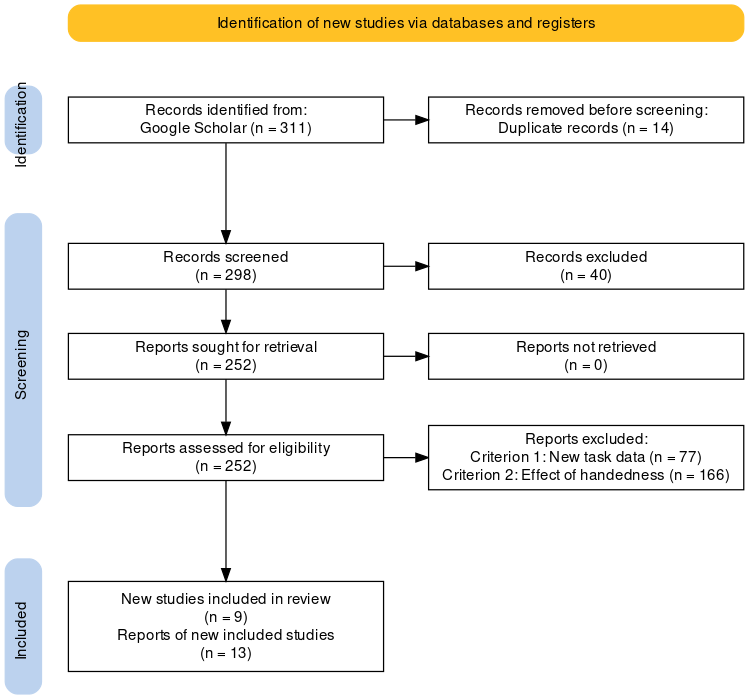 Identification of new studies via databases and registers
Identification
Records identified from:
Google Scholar (n = 311)
Records removed before screening:
Duplicate records (n = 14)
Screening
Records screened
(n = 298)
Records excluded
(n = 40)
Reports sought for retrieval
(n = 252)
Reports not retrieved
(n = 0)
Reports assessed for eligibility
(n = 252)
Reports excluded:
Criterion 1: New task data (n = 77)
Criterion 2: Effect of handedness (n = 166)
Included
New studies included in review
(n = 9)
Reports of new included studies
(n = 13)